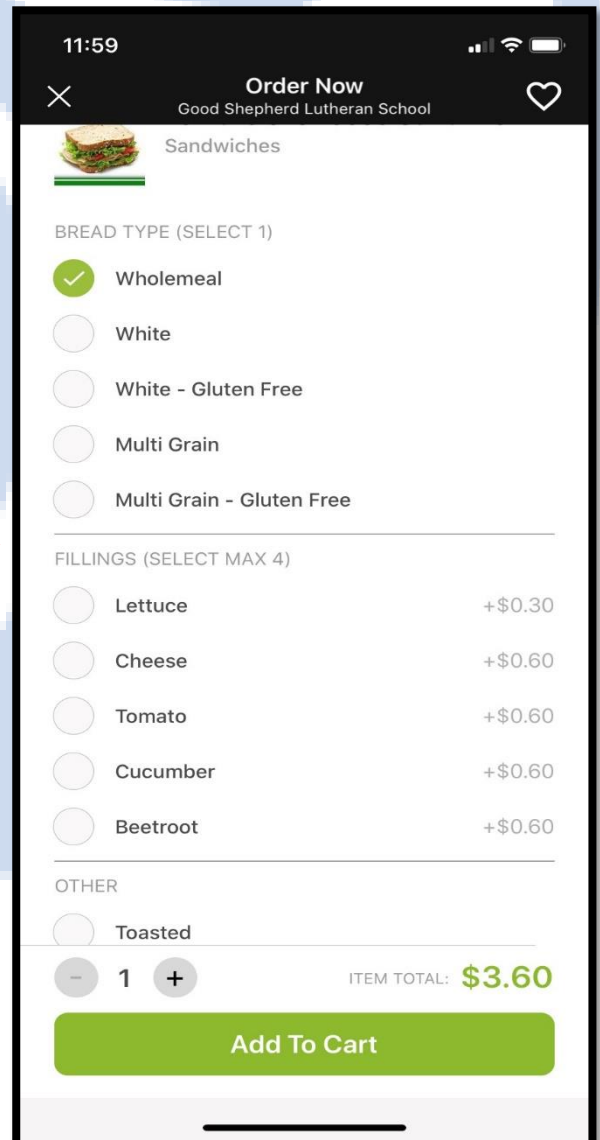 11:59
Order Now
Good Shepherd Lutheran School
Sandwiches
BREAD TYPE (SELECT 1)
Wholemeal
White
White - Gluten Free
Multi Grain
Multi Grain - Gluten Free
FILLINGS (SELECT MAX 4)
Lettuce +$0.30
Cheese +$0.60
Tomato +$0.60
Cucumber +$0.60
Beetroot +$0.60
OTHER
Toasted
- 1 + ITEM TOTAL: $3.60
Add To Cart